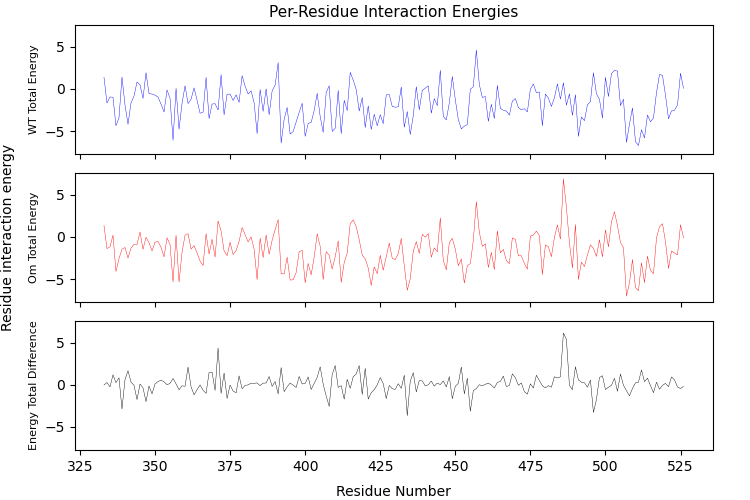 Per-Residue Interaction Energies
WT Total Energy
5
0
−5
Residue interaction energy
Om Total Energy
5
0
−5
Energy Total Difference
5
0
−5
325 350 375 400 425 450 475 500 525
Residue Number